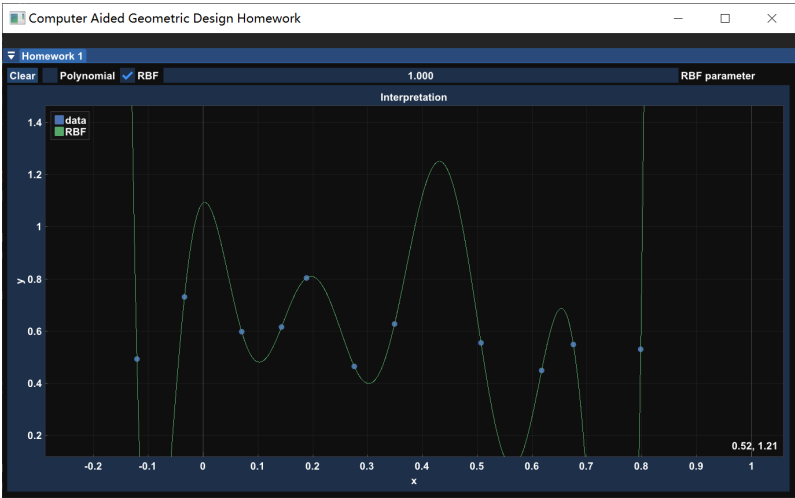 Computer Aided Geometric Design Homework
Homework 1
Clear Polynomial RBF 1.000 RBF parameter
Interpretation
data
RBF
1.4
1.2
1
0.8
0.6
0.4
0.2
y
0.52, 1.21
-0.2 -0.1 0 0.1 0.2 0.3 0.4 0.5 0.6 0.7 0.8 0.9 1
x